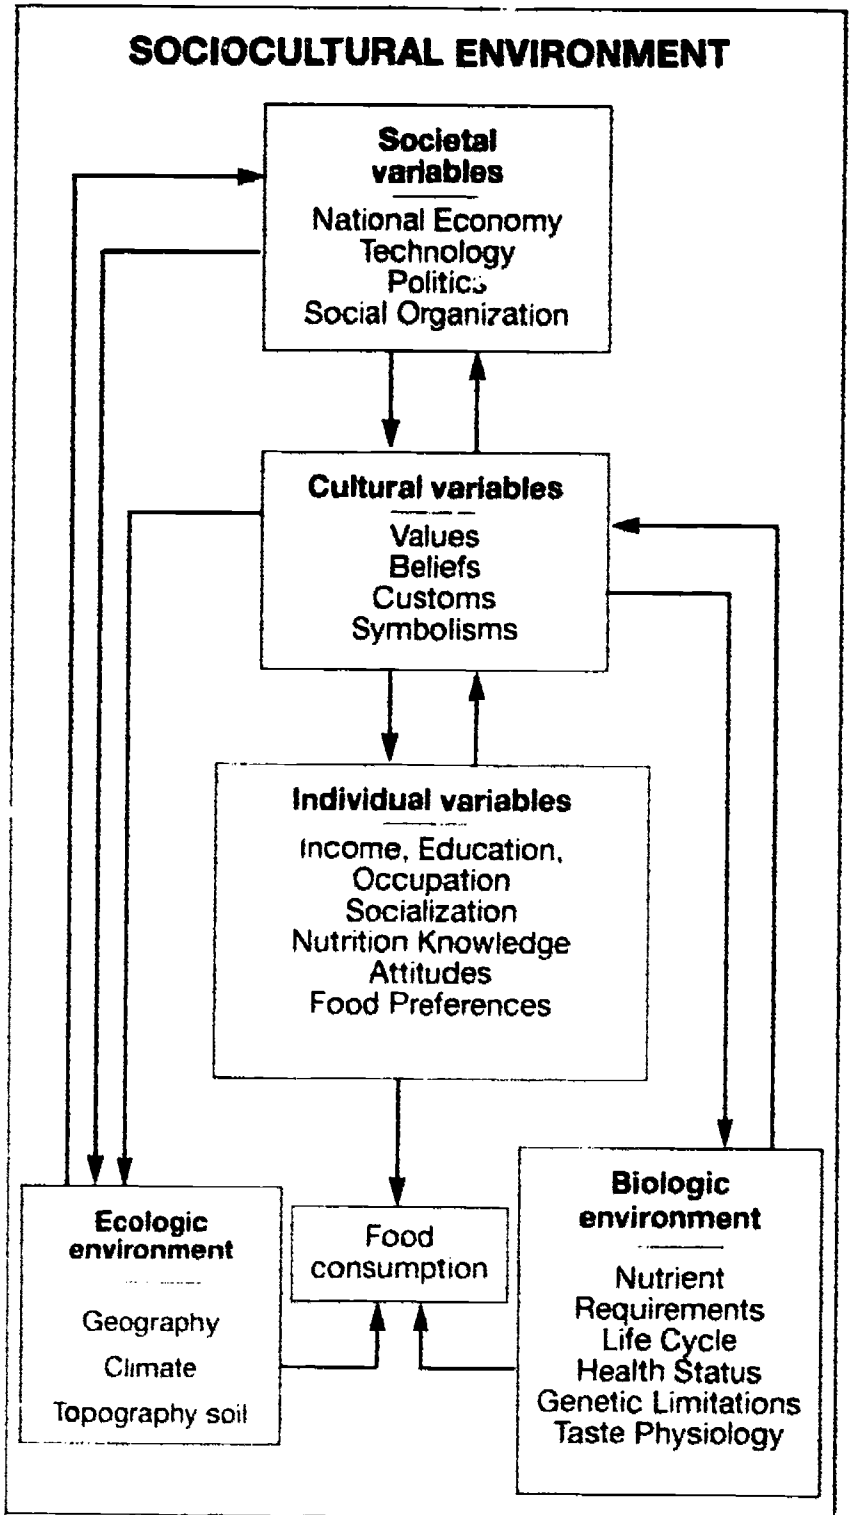 SOCIOCULTURAL ENVIRONMENT
Societal
variables
National Economy
Technology
Politics
Social Organization
Cultural variables
Values
Beliefs
Customs
Symbolisms
Individual variables
Income, Education,
Occupation
Socialization
Nutrition Knowledge
Attitudes
Food Preferences
Ecologic
environment
Geography
Climate
Topography soil
Food
consumption
Biologic
environment
Nutrient
Requirements
Life Cycle
Health Status
Genetic Limitations
Taste Physiology